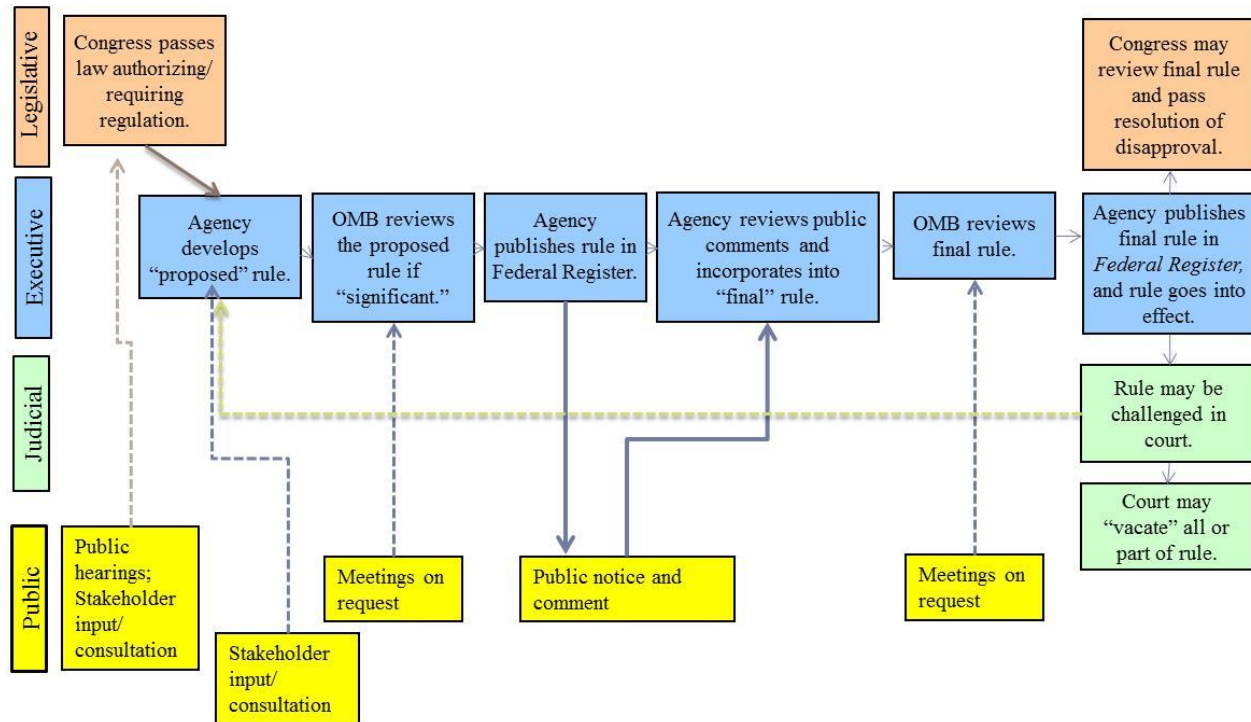 Legislative
Congress passes
law authorizing/
requiring
regulation.
Congress may
review final rule
and pass
resolution of
disapproval.
Executive
Agency
develops
“proposed” rule.
OMB reviews
the proposed
rule if
“significant.”
Agency
publishes rule in
Federal Register.
Agency reviews public
comments and
incorporates into
“final” rule.
OMB reviews
final rule.
Agency publishes
final rule in
Federal Register,
and rule goes into
effect.
Judicial
Rule may be
challenged in
court.
Court may
“vacate” all or
part of rule.
Public
Public
hearings;
Stakeholder
input/
consultation
Stakeholder
input/
consultation
Meetings on
request
Public notice and
comment
Meetings on
request